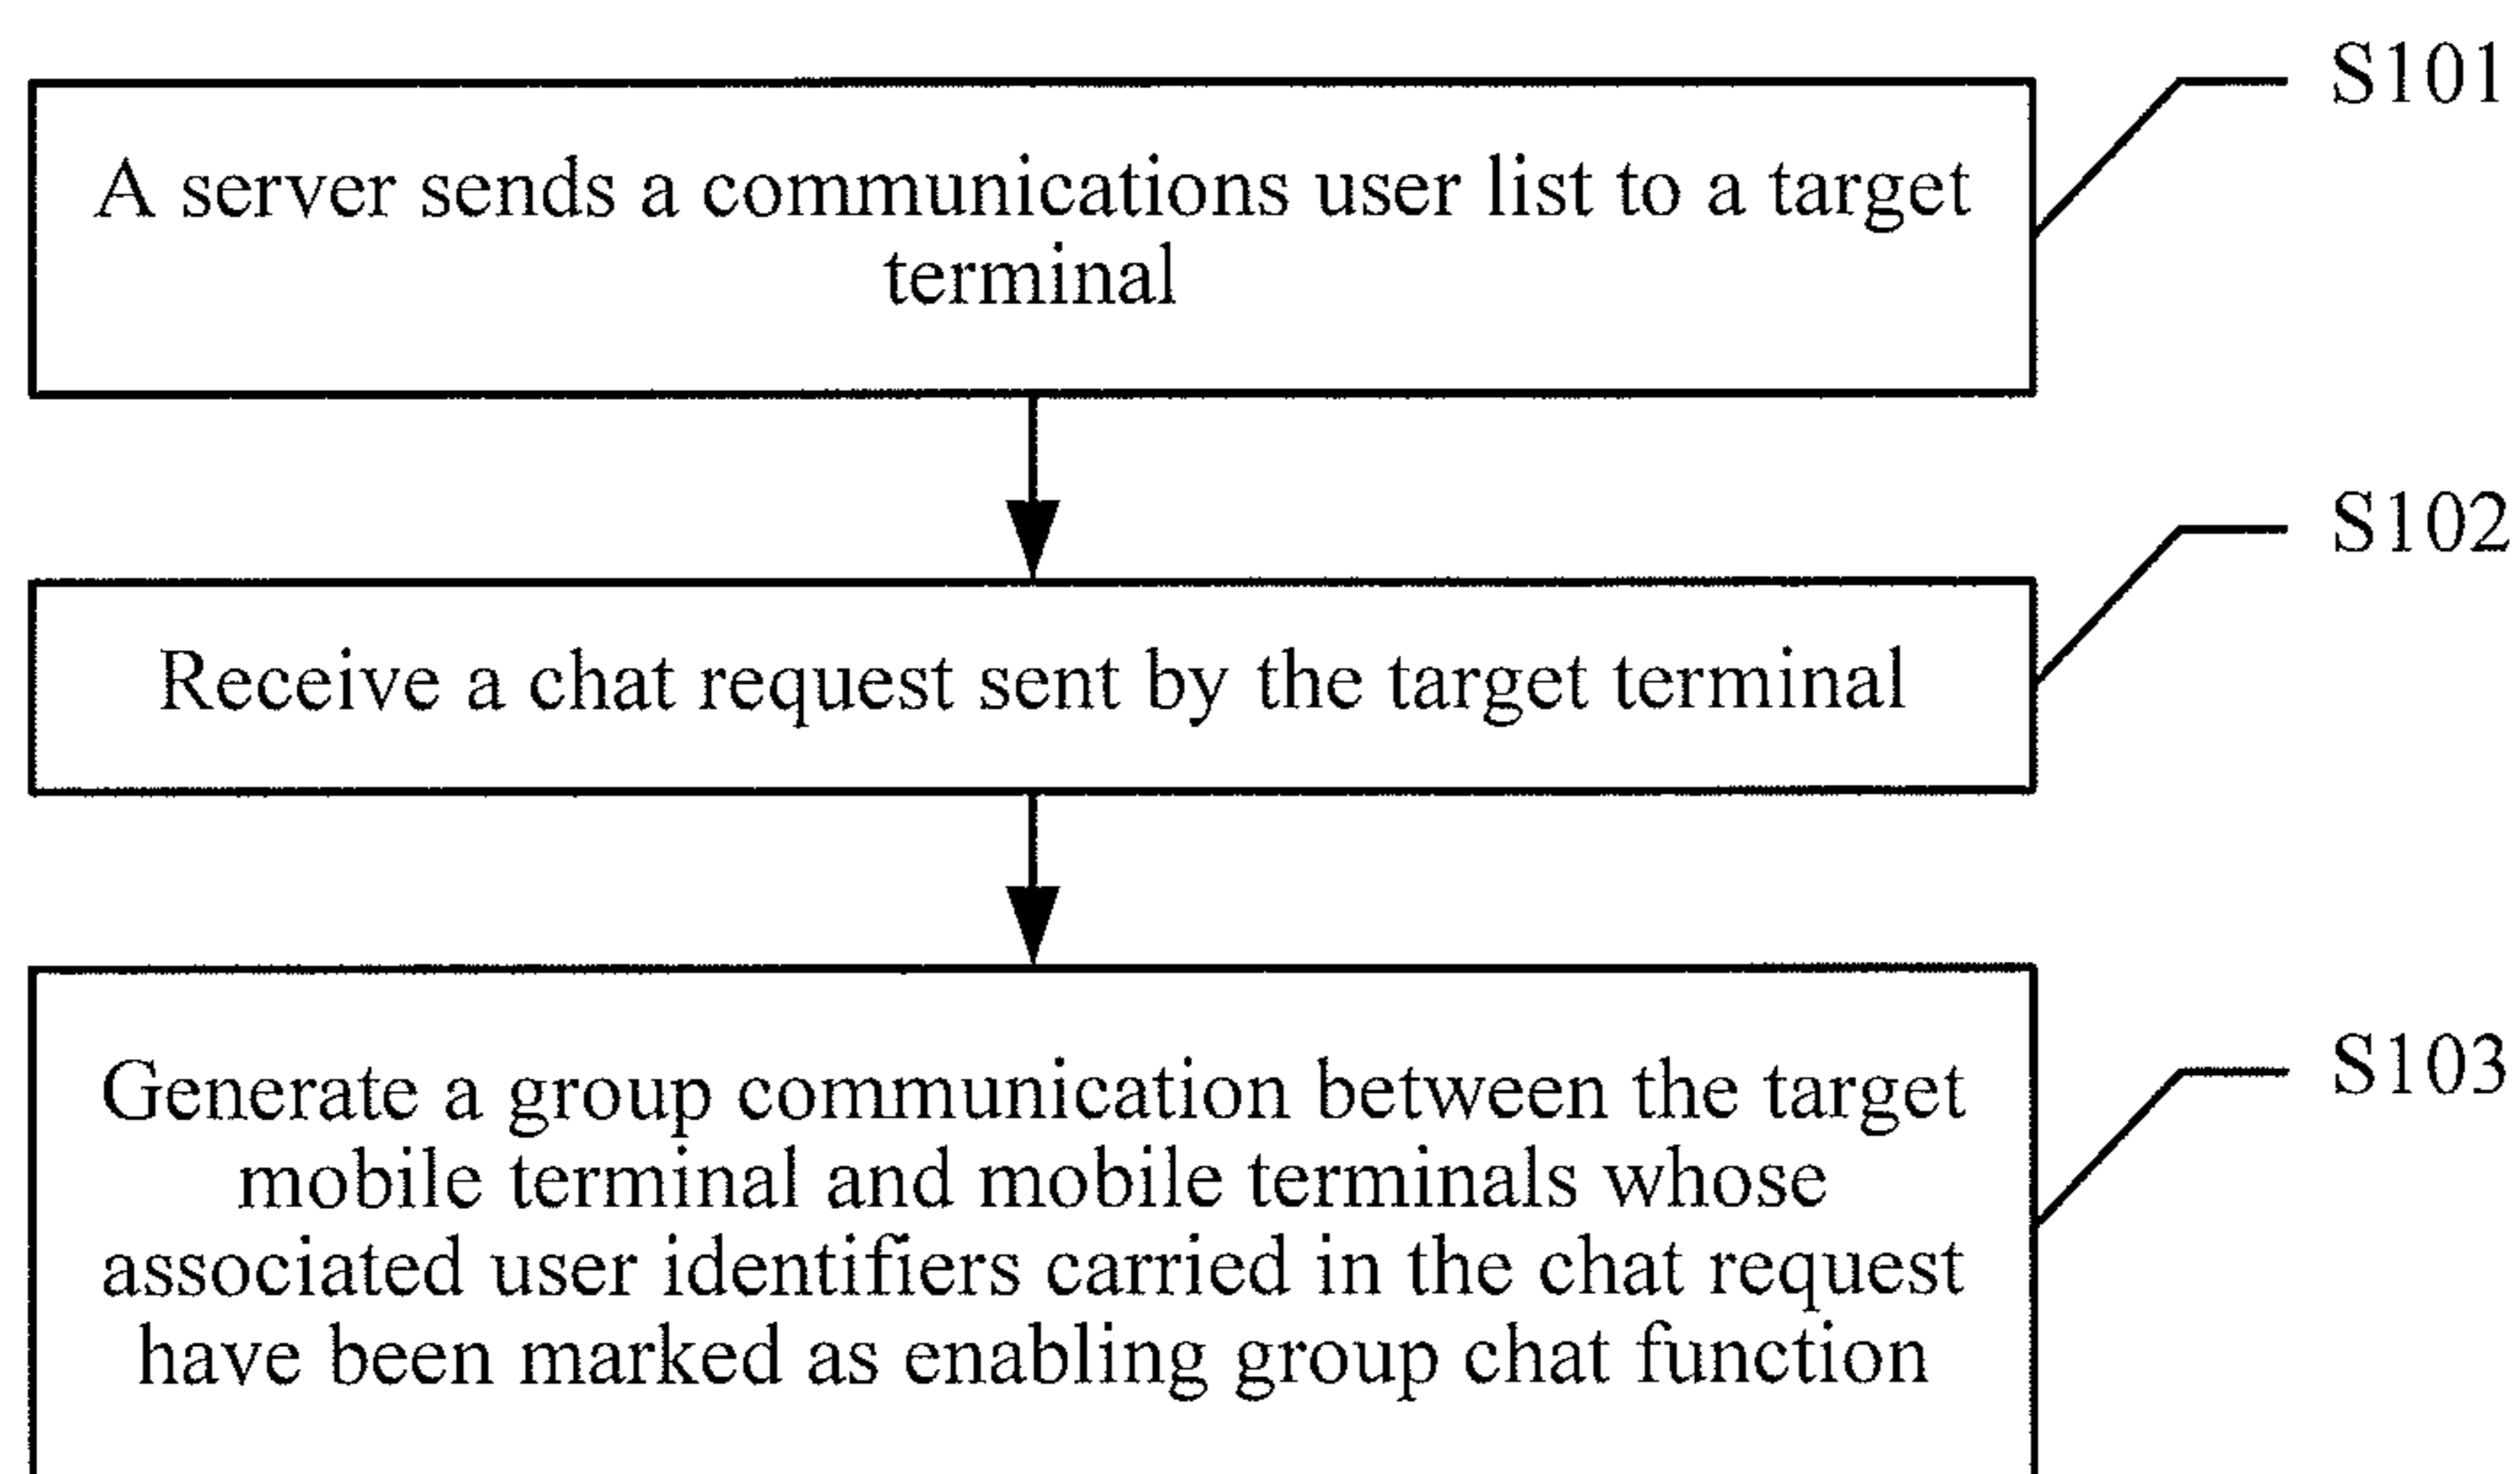 S101
A server sends a communications user list to a target
terminal
S102
Receive a chat request sent by the target terminal
S103
Generate a group communication between the target
mobile terminal and mobile terminals whose
associated user identifiers carried in the chat request
have been marked as enabling group chat function